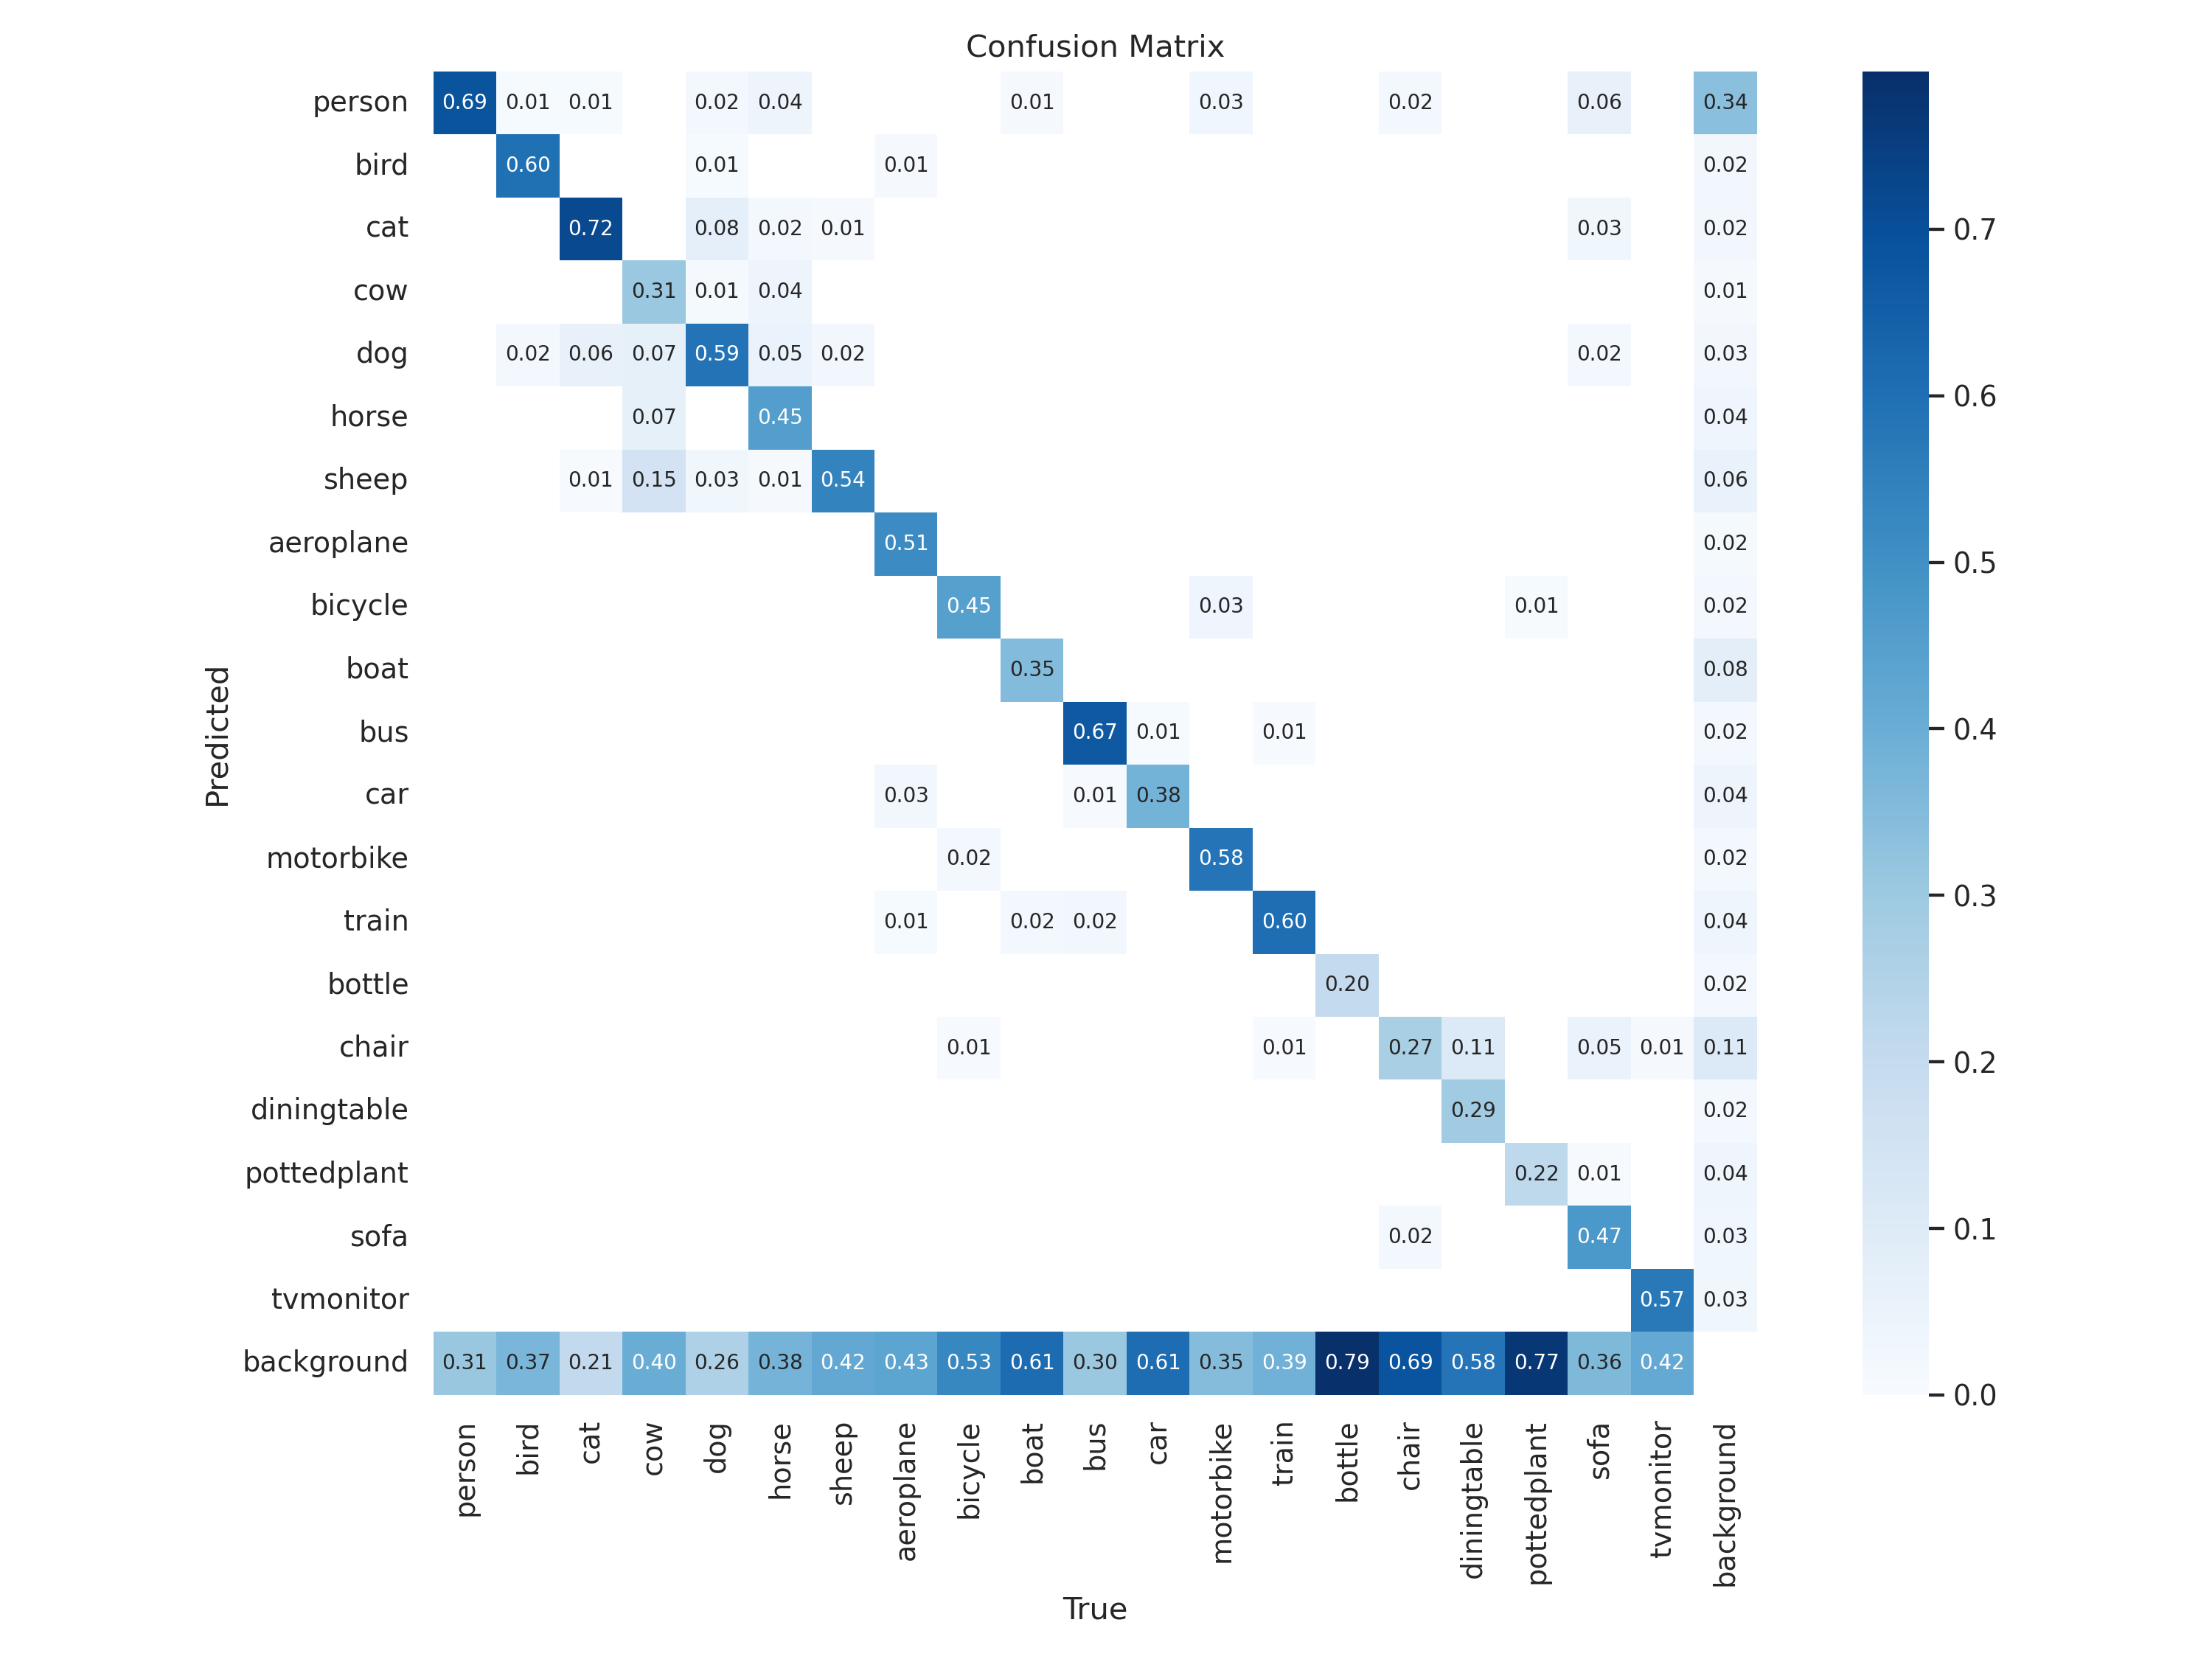 Confusion Matrix
person 0.69 0.01 0.01 0.02 0.04 0.01 0.03 0.02 0.06 0.34
bird 0.60 0.01 0.01 0.02
cat 0.72 0.08 0.02 0.01 0.03 0.02 0.7
cow 0.31 0.01 0.04 0.01
dog 0.02 0.06 0.07 0.59 0.05 0.02 0.02 0.03
0.6
horse 0.07 0.45 0.04
sheep 0.01 0.15 0.03 0.01 0.54 0.06
aeroplane 0.51 0.02
0.5
bicycle 0.45 0.03 0.01 0.02
boat 0.35 0.08
Predicted
bus 0.67 0.01 0.01 0.02 0.4
car 0.03 0.01 0.38 0.04
motorbike 0.02 0.58 0.02
0.3
train 0.01 0.02 0.02 0.60 0.04
bottle 0.20 0.02
chair 0.01 0.01 0.27 0.11 0.05 0.01 0.11
0.2
diningtable 0.29 0.02
pottedplant 0.22 0.01 0.04
sofa 0.02 0.47 0.03 0.1
tvmonitor 0.57 0.03
background 0.31 0.37 0.21 0.40 0.26 0.38 0.42 0.43 0.53 0.61 0.30 0.61 0.35 0.39 0.79 0.69 0.58 0.77 0.36 0.42
0.0
person bird cat cow dog horse sheep aeroplane bicycle boat bus car motorbike train bottle chair diningtable pottedplant sofa tvmonitor background
True